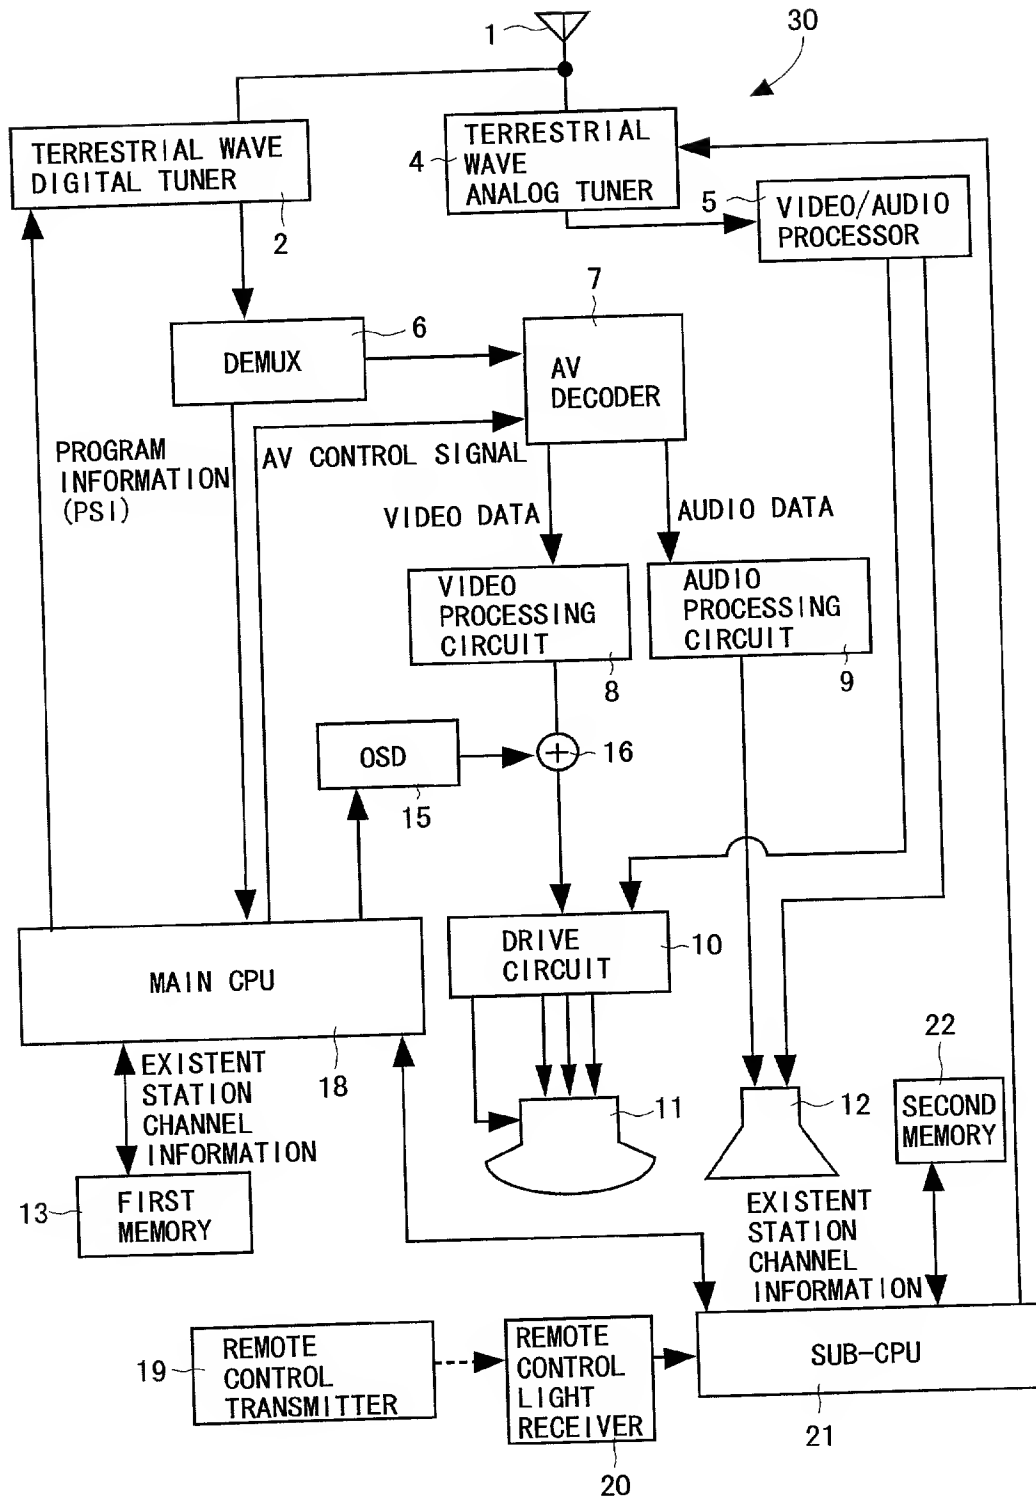 1
30
TERRESTRIAL WAVE
DIGITAL TUNER
2
4
TERRESTRIAL
WAVE
ANALOG TUNER
5
VIDEO/AUDIO
PROCESSOR
7
6
DEMUX
AV
DECODER
PROGRAM
INFORMATION
(PSI)
AV CONTROL SIGNAL
VIDEO DATA
AUDIO DATA
VIDEO
PROCESSING
CIRCUIT
8
AUDIO
PROCESSING
CIRCUIT
9
OSD
15
16
DRIVE
CIRCUIT
10
MAIN CPU
18
EXISTENT
STATION
CHANNEL
INFORMATION
11
12
22
SECOND
MEMORY
13
FIRST
MEMORY
EXISTENT
STATION
CHANNEL
INFORMATION
19
REMOTE
CONTROL
TRANSMITTER
REMOTE
CONTROL
LIGHT
RECEIVER
20
SUB-CPU
21